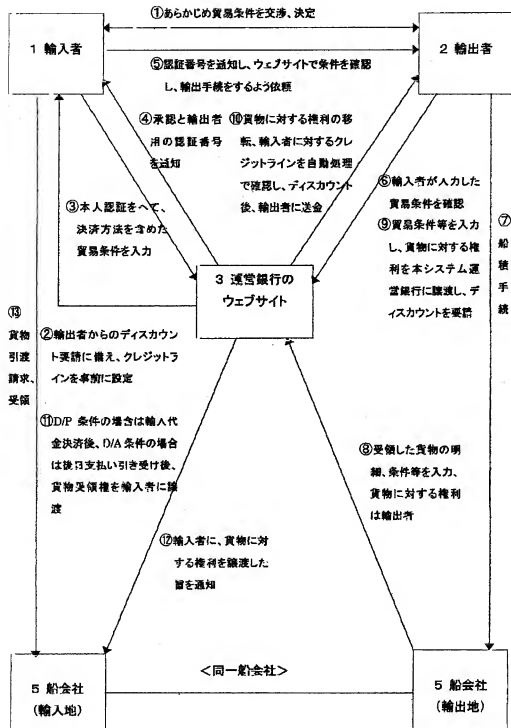 ①あらかじめ貿易条件を交渉、決定
1 輸入者
2 輸出者
⑤認証番号を通知し、ウェブサイトで条件を確認
し、輸出手続をするよう依頼
④承認と輸出者
用の認証番号
を通知
⑩貨物に対する権利の移
転、輸入者に対するクレ
ジットラインを自動処理
で確認し、ディスカウント
後、輸出者に送金
③本人認証をへて、
決済方法を含めた
貿易条件を入力
⑥輸入者が入力した
貿易条件を確認
⑨貿易条件等を入力
し、貨物に対する権
利を本システム運
営銀行に譲渡し、ディ
スカウントを要請
⑦
船
積
手
続
3 運営銀行の
ウェブサイト
⑬
貨物
引渡
請求、
受領
②輸出者からのディスカウン
ト要請に備え、クレジットラ
インを事前に設定
⑪D/P 条件の場合は輸入代
金決済後、D/A 条件の場合
は後日支払い引き受け後、
貨物受領権を輸入者に譲
渡
⑧受領した貨物の明
細、条件等を入力、
貨物に対する権利
は輸出者
⑫輸入者に、貨物に対
する権利を譲渡した
旨を通知
<同一船会社>
5 船会社
(輸入地)
5 船会社
(輸出地)